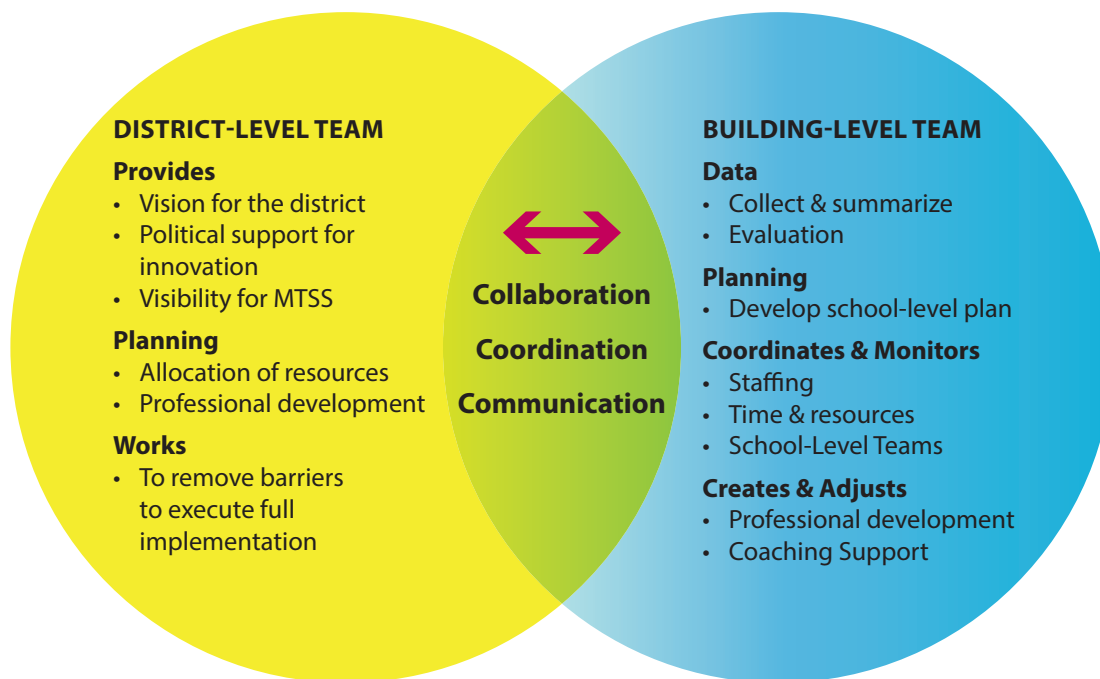 DISTRICT-LEVEL TEAM
Provides
• Vision for the district
• Political support for
innovation
• Visibility for MTSS
Planning
• Allocation of resources
• Professional development
Works
• To remove barriers
to execute full
implementation
Collaboration
Coordination
Communication
BUILDING-LEVEL TEAM
Data
• Collect & summarize
• Evaluation
Planning
• Develop school-level plan
Coordinates & Monitors
• Staffing
• Time & resources
• School-Level Teams
Creates & Adjusts
• Professional development
• Coaching Support